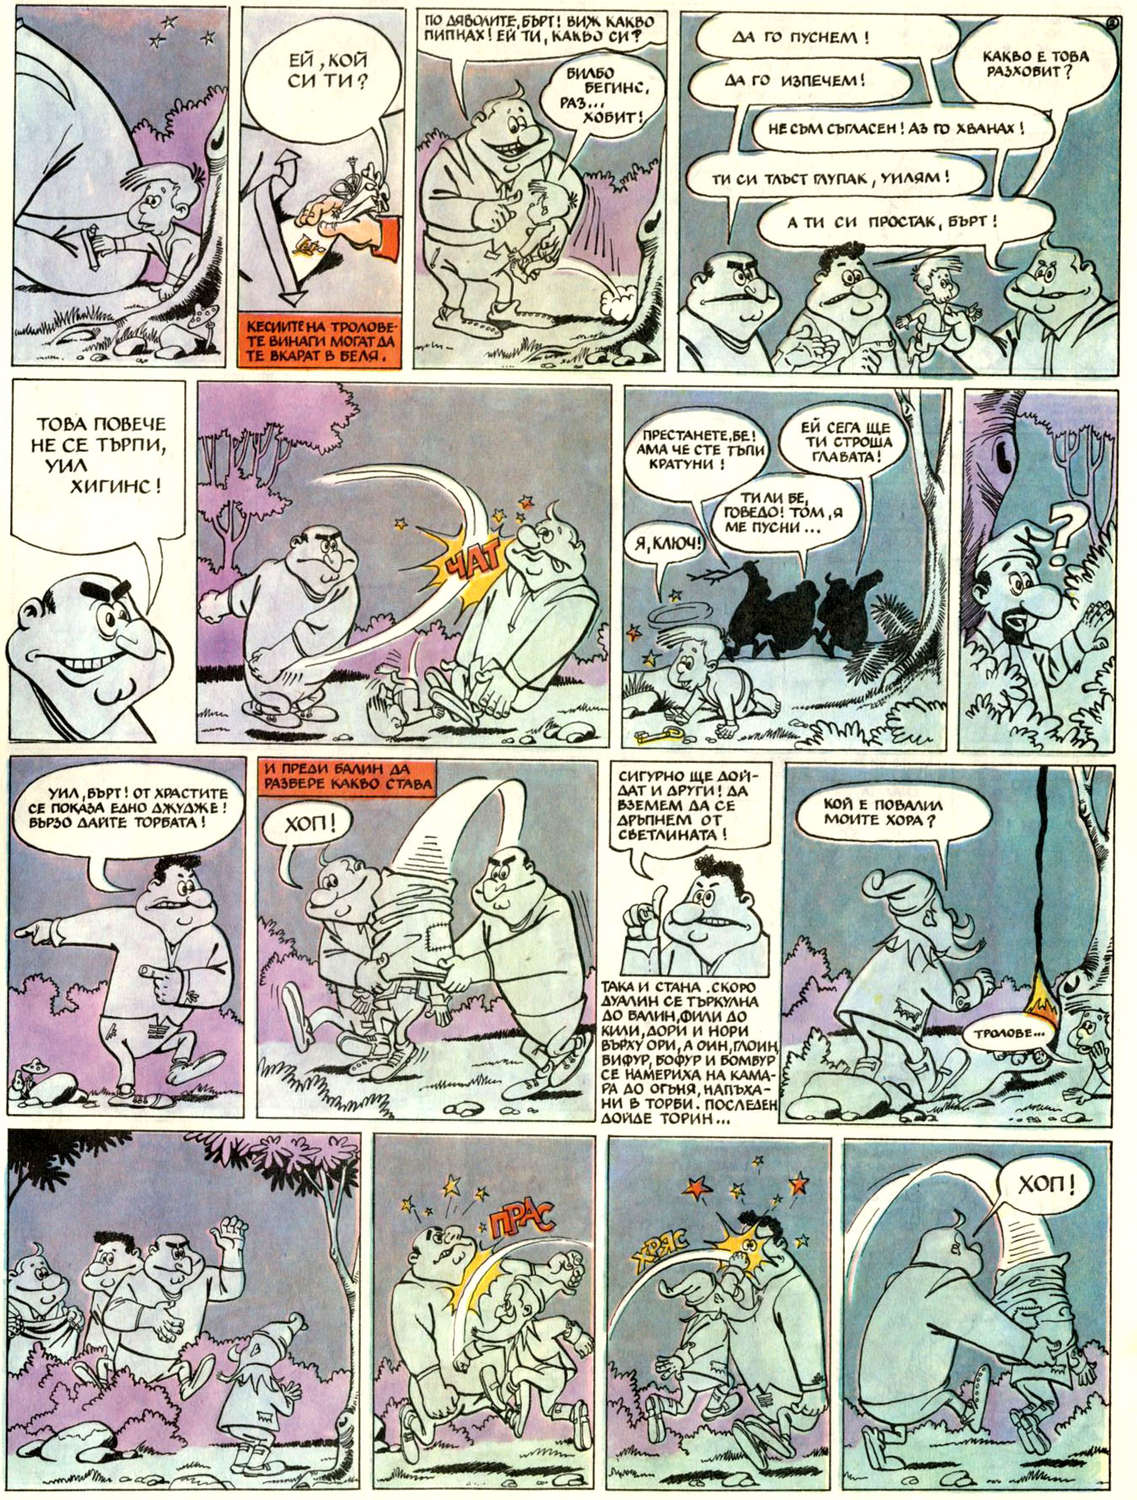 ЕЙ, КОЙ
СИ ТИ?
КЕСИИТЕ НА ТРОЛОВЕ-
ТЕ ВИНАГИ МОГАТ ДА
ТЕ ВКАРАТ В БЕЛЯ.
ПО ДЯВОЛИТЕ, БЪРТ! ВИЖ КАКВО
ПИПНАХ! ЕЙ ТИ, КАКЪВ СИ?
БИЛБО
БЕГИНС,
РАЗ...
ХОБИТ!
ДА ГО ПУСНЕМ!
КАКВО Е ТОВА
РАЗХОБИТ?
ДА ГО ИЗПЕЧЕМ!
НЕ СЪМ СЪГЛАСЕН! АЗ ГО ХВАНАХ!
ТИ СИ ТЛЪСТ ГЛУПАК, УИЛЯМ!
А ТИ СИ ПРОСТАК, БЪРТ!
ТОВА ПОВЕЧЕ
НЕ СЕ ТЪРПИ,
УИЛ
ХИГИНС!
ЧАТ
ПРЕСТАНЕТЕ, БЕ!
АМА ЧЕ СТЕ ТЪПИ
КРАТУНИ!
ЕЙ СЕГА ЩЕ
ТИ СТРОША
ГЛАВАТА!
ТИ ЛИ БЕ,
ГОВЕДО! ТОМ, Я
МЕ ПУСНИ...
Я, КЛЮЧ!
?
УИЛ, БЪРТ! ОТ ХРАСТИТЕ
СЕ ПОКАЗА ЕДНО ДЖУДЖЕ!
БЪРЗО ДАЙТЕ ТОРБАТА!
И ПРЕДИ БАЛИН ДА
РАЗБЕРЕ КАКВО СТАВА
ХОП!
СИГУРНО ЩЕ ДОЙ-
ДАТ И ДРУГИ! ДА
ВЗЕМЕМ ДА СЕ
ДРЪПНЕМ ОТ
СВЕТЛИНАТА!
ТАКА И СТАНА. СКОРО
ДУАЛИН СЕ ТЪРКУЛНА
ДО БАЛИН, ФИЛИ ДО
КИЛИ, ДОРИ И НОРИ
ВЪРХУ ОРИ, А ОИН, ГЛОИН,
БИФУР, БОФУР И БОМБУР
СЕ НАМЕРИХА НА КАМА-
РА ДО ОГЪНЯ, НАПЪХА-
НИ В ТОРБИ. ПОСЛЕДЕН
ДОЙДЕ ТОРИН...
КОЙ Е ПОВАЛИЛ
МОИТЕ ХОРА?
ТРОЛОВЕ...
ПРАС
ХРЯС
ХОП!